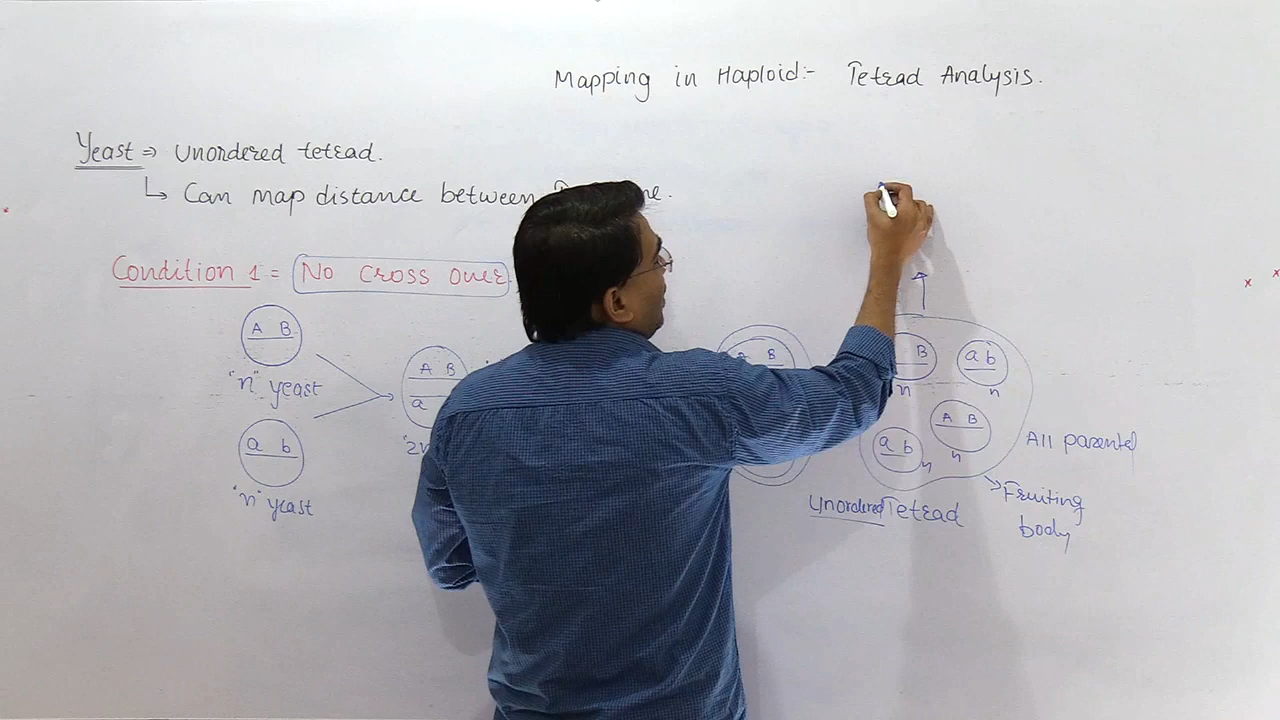 Mapping in Haploid:- Tetrad Analysis.
Yeast => Unordered tetrad.
↳ Can map distance between
Condition 1 = No Cross Over
A B
"n" yeast
a b
"n" yeast
A B
a
A B
B
n
a b
n
A B
n
a b
n
All parental
Unordered Tetrad
Fruiting
body